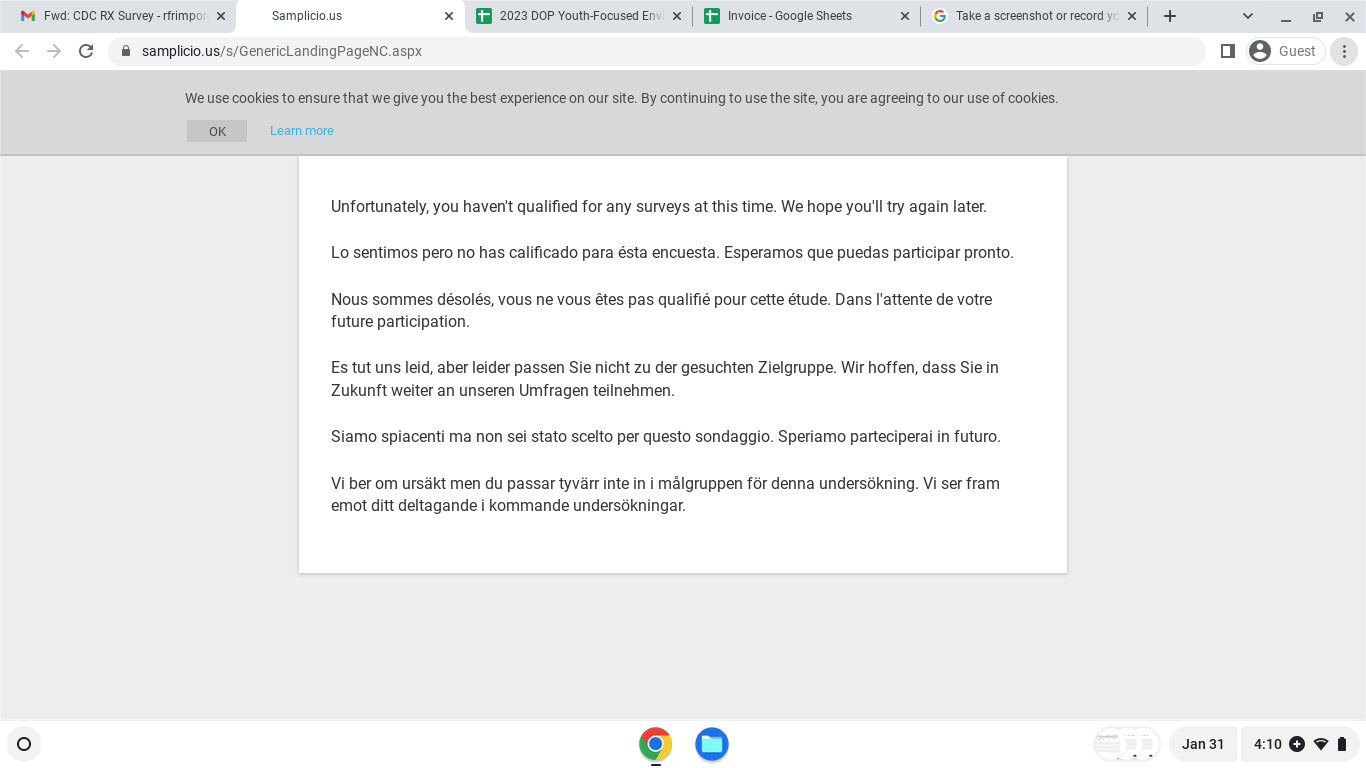 Fwd: CDC RX Survey - rfrimpor
Samplicio.us
2023 DOP Youth-Focused Envi
Invoice - Google Sheets
Take a screenshot or record yo
samplicio.us/s/GenericLandingPageNC.aspx
Guest
We use cookies to ensure that we give you the best experience on our site. By continuing to use the site, you are agreeing to our use of cookies.
OK
Learn more
Unfortunately, you haven't qualified for any surveys at this time. We hope you'll try again later.
Lo sentimos pero no has calificado para ésta encuesta. Esperamos que puedas participar pronto.
Nous sommes désolés, vous ne vous êtes pas qualifié pour cette étude. Dans l'attente de votre
future participation.
Es tut uns leid, aber leider passen Sie nicht zu der gesuchten Zielgruppe. Wir hoffen, dass Sie in
Zukunft weiter an unseren Umfragen teilnehmen.
Siamo spiacenti ma non sei stato scelto per questo sondaggio. Speriamo parteciperai in futuro.
Vi ber om ursäkt men du passar tyvärr inte in i målgruppen för denna undersökning. Vi ser fram
emot ditt deltagande i kommande undersökningar.
Jan 31
4:10